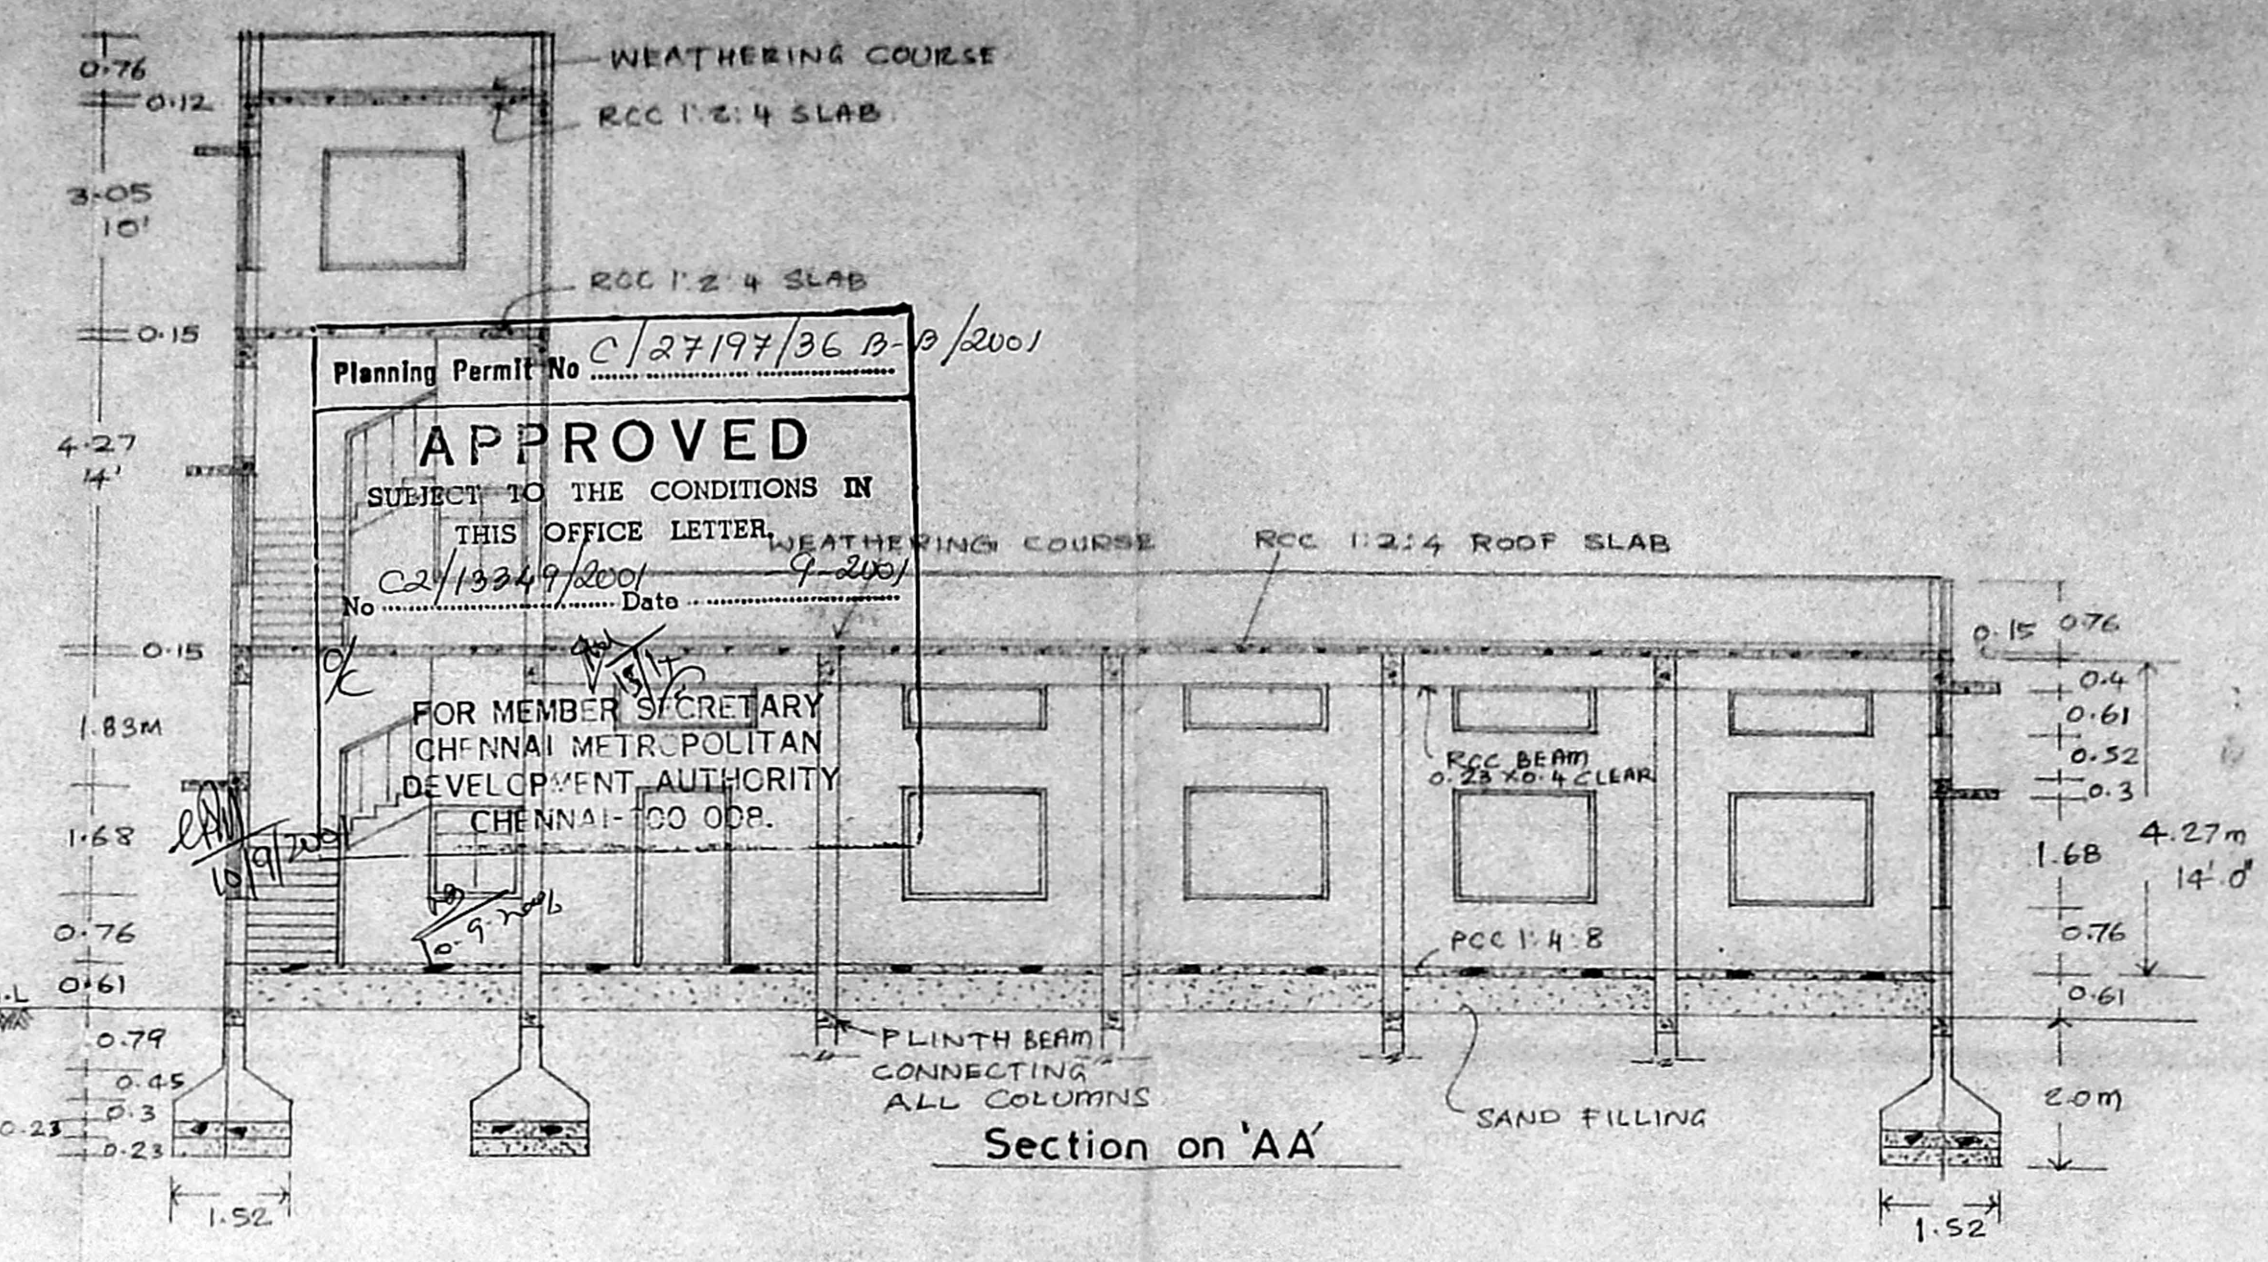 0.76
0.12
3.05
10'
0.15
4.27
14'
0.15
1.83M
1.68
0.76
0.61
0.79
0.45
0.3
0.23
0.23
1.52
WEATHERING COURSE
RCC 1:2:4 SLAB
RCC 1:2:4 SLAB
Planning Permit No C/27197/36 B-B/2001
APPROVED
SUBJECT TO THE CONDITIONS IN
THIS OFFICE LETTER.
No C2/13349/2001 Date 9-2001
O/C
FOR MEMBER SECRETARY
CHENNAI METROPOLITAN
DEVELOPMENT AUTHORITY
CHENNAI-600 008.
10/9/2001
WEATHERING COURSE
RCC 1:2:4 ROOF SLAB
RCC BEAM
0.23 X 0.4 CLEAR
PCC 1:4:8
PLINTH BEAM
CONNECTING
ALL COLUMNS
SAND FILLING
0.15 0.76
0.4
0.61
0.52
0.3
1.68
4.27m
14'.0"
0.76
0.61
2.0m
1.52
Section on 'AA'